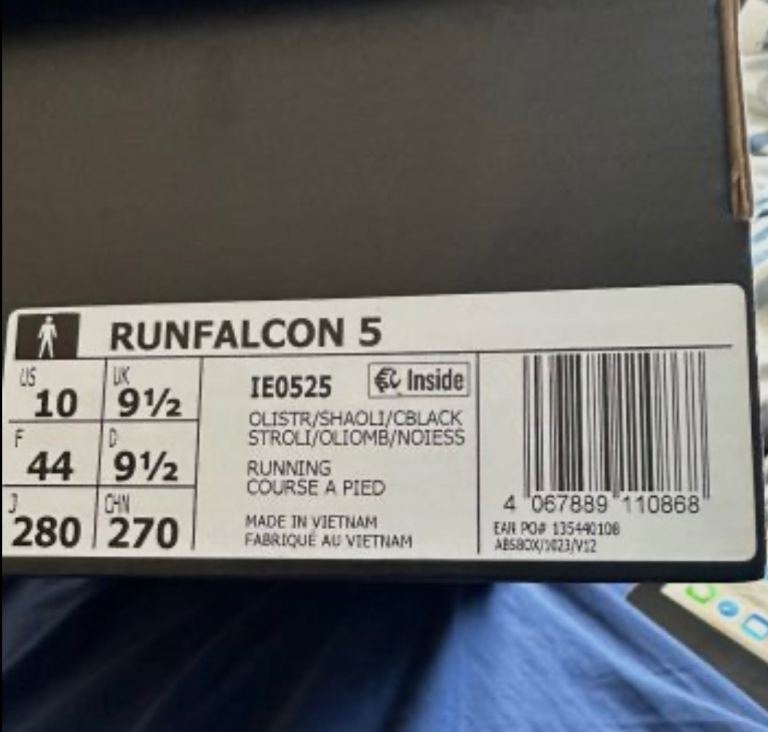 RUNFALCON 5
US UK
10 9½
F D
44 9½
J CHN
280 270
IE0525 Inside
OLISTR/SHAOLI/CBLACK
STROLI/OLIOMB/NOIESS
RUNNING
COURSE A PIED
MADE IN VIETNAM
FABRIQUÉ AU VIETNAM
4 067889 110868
EAN PO# 135440108
ABSBOX/1023/V12